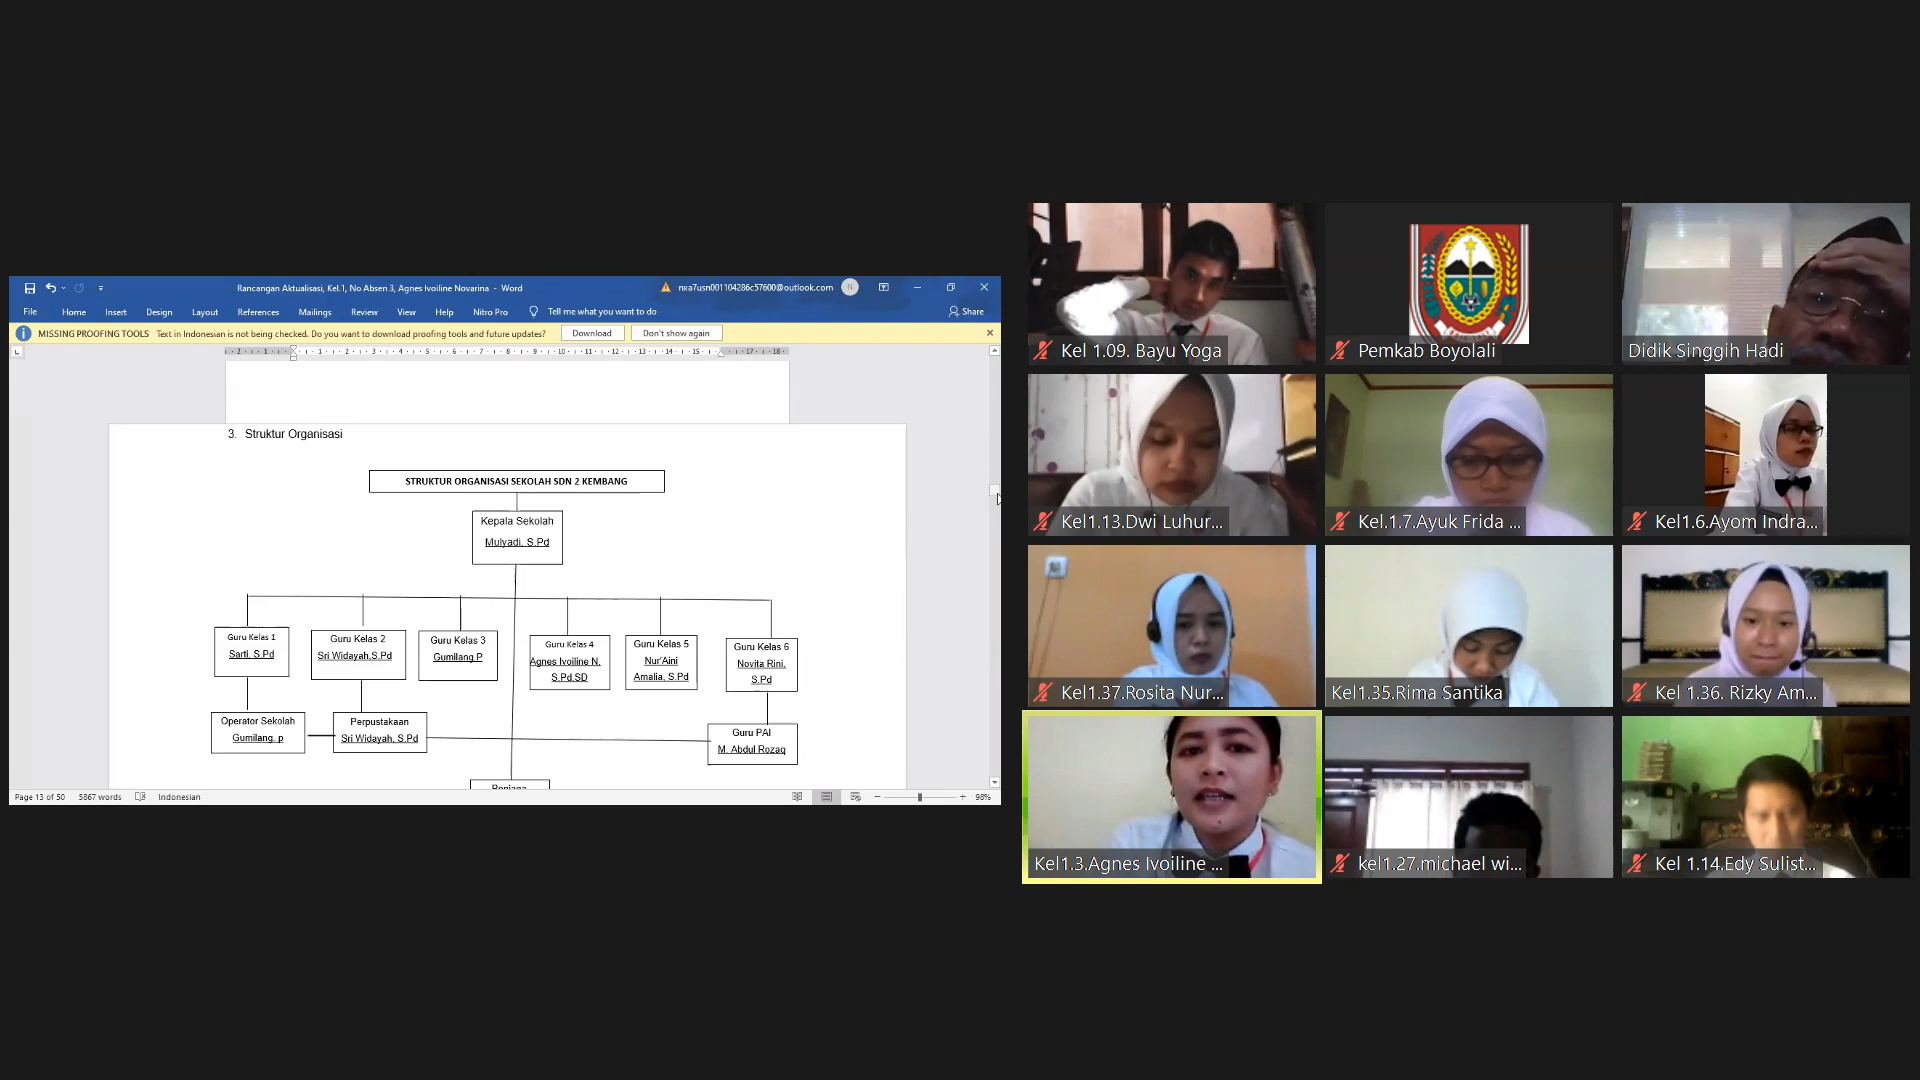 Rancangan Aktualisasi, Kel.1, No Absen 3, Agnes Ivoiline Novarina - Word
nxa7usn001104286c57600@outlook.com
N
File Home Insert Design Layout References Mailings Review View Help Nitro Pro Tell me what you want to do
Share
MISSING PROOFING TOOLS Text in Indonesian is not being checked. Do you want to download proofing tools and future updates? Download Don't show again
3. Struktur Organisasi
STRUKTUR ORGANISASI SEKOLAH SDN 2 KEMBANG
Kepala Sekolah
Mulyadi, S.Pd
Guru Kelas 1
Sarti, S.Pd
Guru Kelas 2
Sri Widayah,S.Pd
Guru Kelas 3
Gumilang.P
Guru Kelas 4
Agnes Ivoiline N,
S.Pd.SD
Guru Kelas 5
Nur'Aini
Amalia, S.Pd
Guru Kelas 6
Novita Rini,
S.Pd
Operator Sekolah
Gumilang. p
Perpustakaan
Sri Widayah, S.Pd
Guru PAI
M. Abdul Rozaq
Penjaga
Page 13 of 50 5867 words Indonesian
98%
Kel 1.09. Bayu Yoga
Pemkab Boyolali
Didik Singgih Hadi
Kel1.13.Dwi Luhur...
Kel.1.7.Ayuk Frida ...
Kel1.6.Ayom Indra...
Kel1.37.Rosita Nur...
Kel1.35.Rima Santika
Kel 1.36. Rizky Am...
Kel1.3.Agnes Ivoiline ...
kel1.27.michael wi...
Kel 1.14.Edy Sulist...